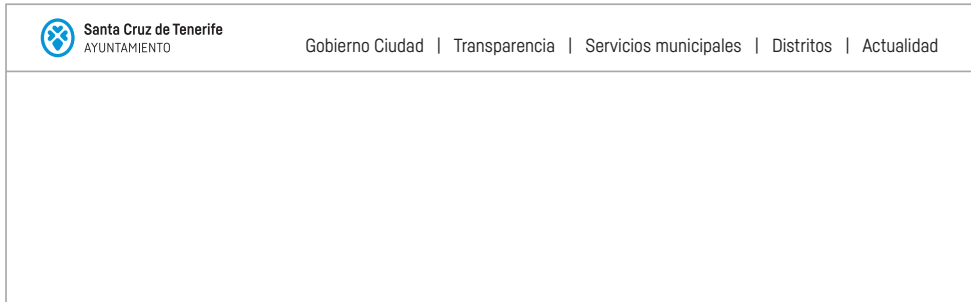 Santa Cruz de Tenerife
AYUNTAMIENTO
Gobierno Ciudad | Transparencia | Servicios municipales | Distritos | Actualidad